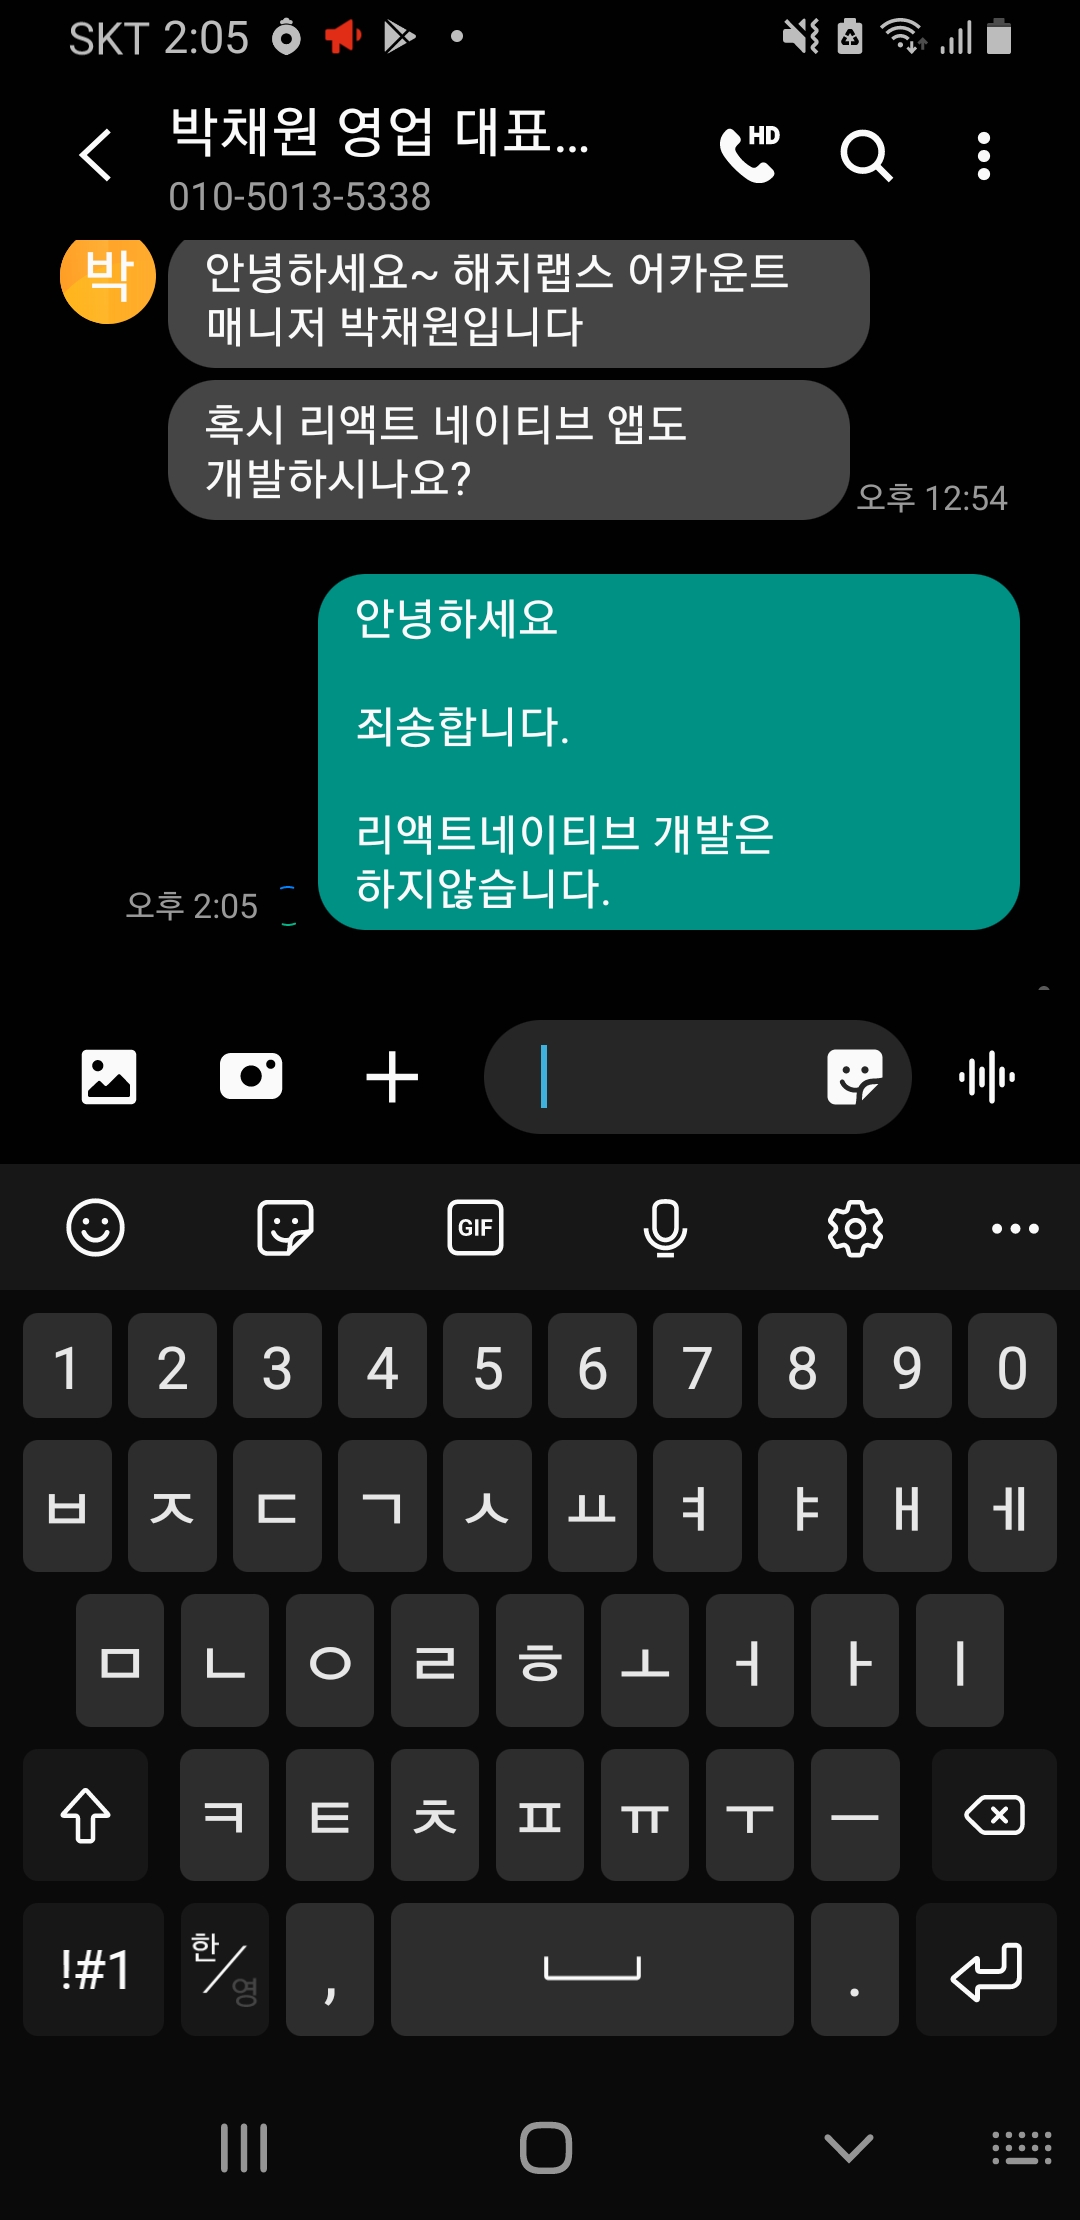 SKT 2:05
박채원 영업 대표...
HD
010-5013-5338
박
안녕하세요~ 해치랩스 어카운트
매니저 박채원입니다
혹시 리액트 네이티브 앱도
개발하시나요?
오후 12:54
안녕하세요
죄송합니다.
리액트네이티브 개발은
하지않습니다.
오후 2:05
GIF
1 2 3 4 5 6 7 8 9 0
ㅂ ㅈ ㄷ ㄱ ㅅ ㅛ ㅕ ㅑ ㅐ ㅔ
ㅁ ㄴ ㅇ ㄹ ㅎ ㅗ ㅓ ㅏ ㅣ
ㅋ ㅌ ㅊ ㅍ ㅠ ㅜ ㅡ
!#1 한/영 , .